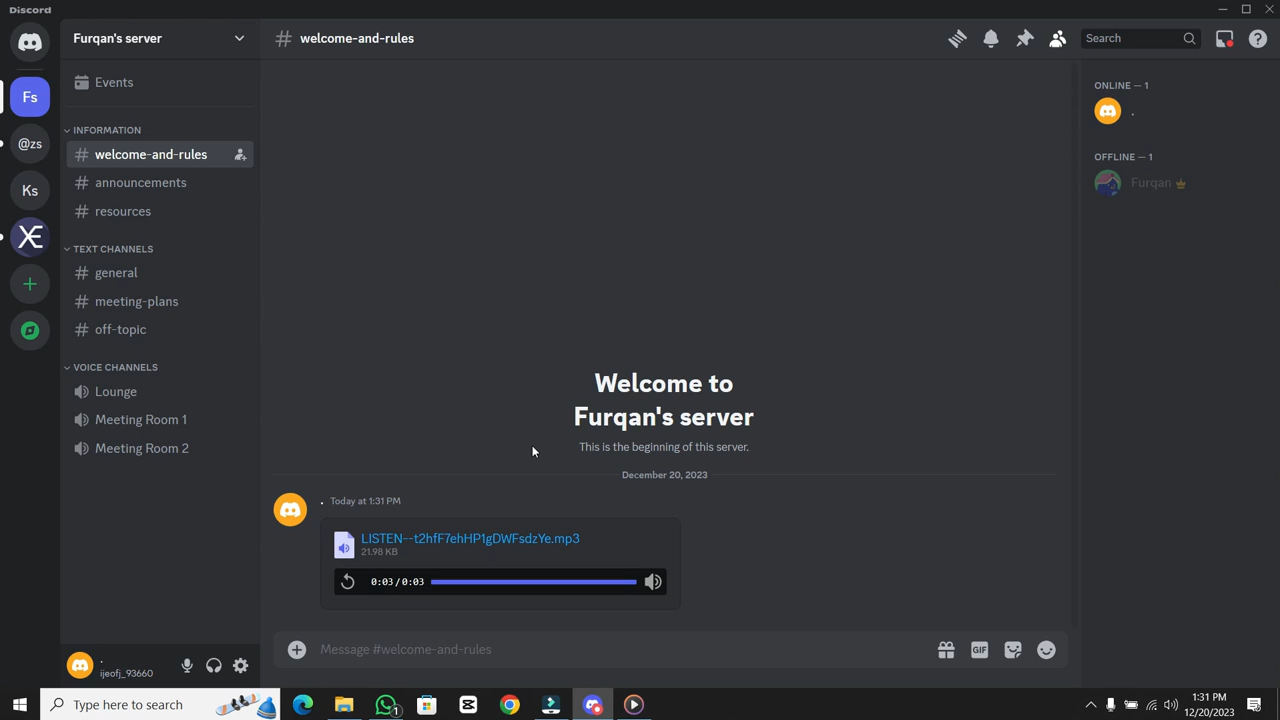 Discord
Furqan's server
Events
INFORMATION
welcome-and-rules
announcements
resources
TEXT CHANNELS
general
meeting-plans
off-topic
VOICE CHANNELS
Lounge
Meeting Room 1
Meeting Room 2
.
ijeofj_93660
Fs
@zs
Ks
welcome-and-rules
Search
Welcome to
Furqan's server
This is the beginning of this server.
December 20, 2023
. Today at 1:31 PM
LISTEN--t2hfF7ehHP1gDWFsdzYe.mp3
21.98 KB
0:03/0:03
Message #welcome-and-rules
GIF
ONLINE — 1
.
OFFLINE — 1
Furqan
Type here to search
1
1:31 PM
12/20/2023